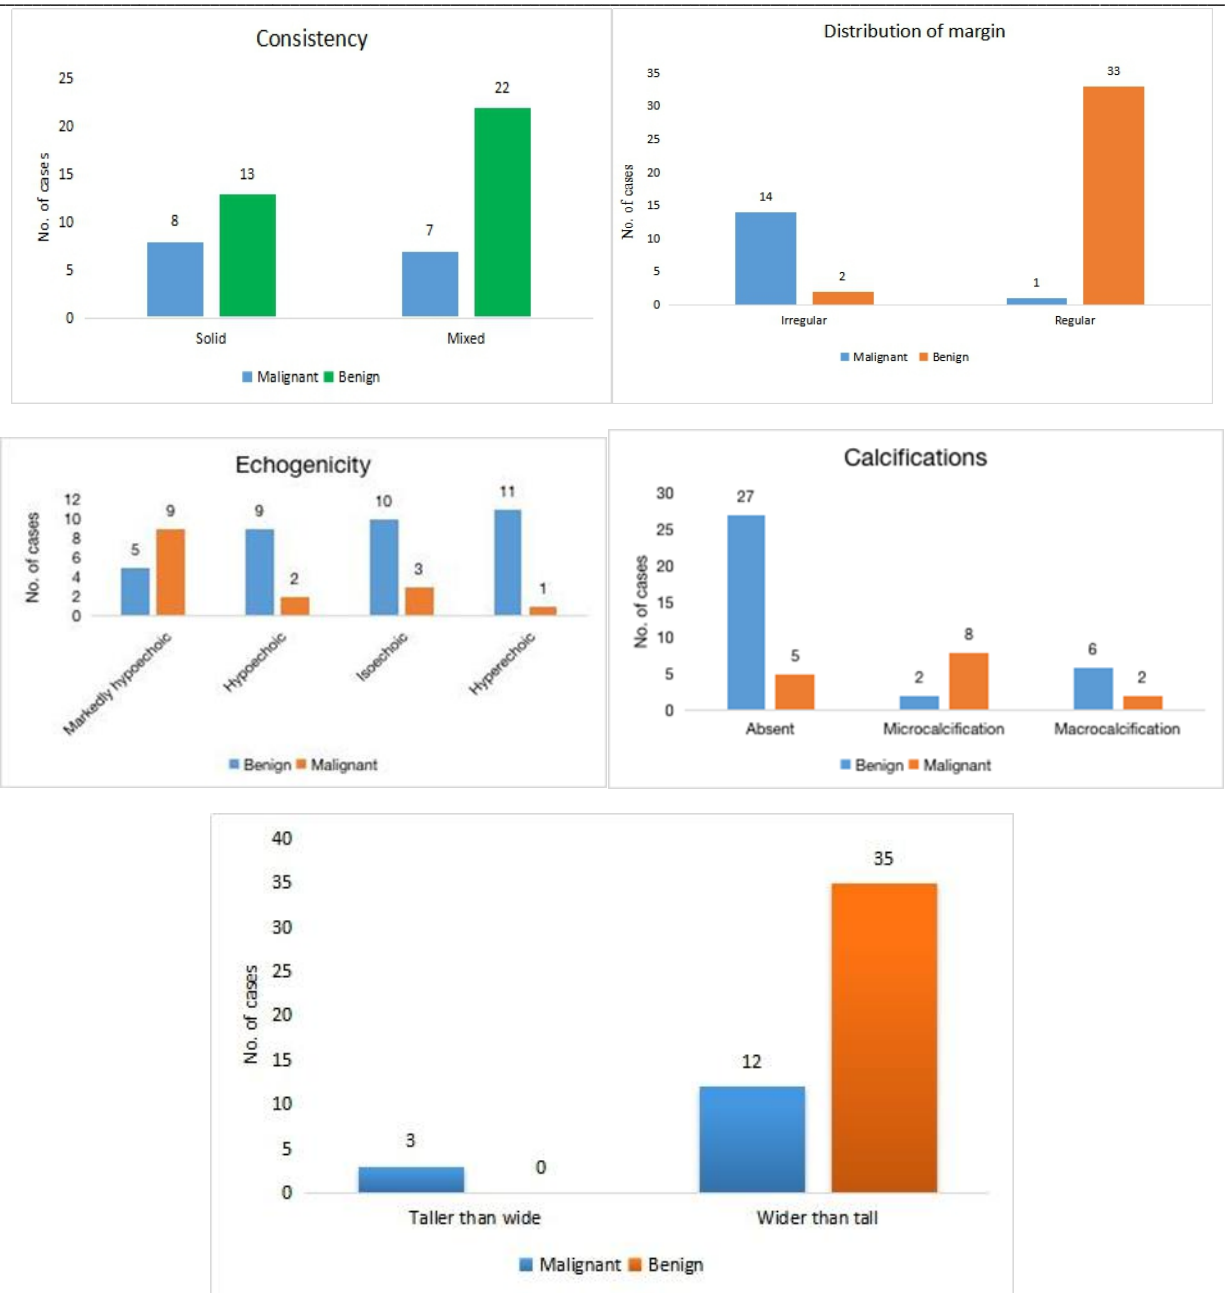 Consistency
No. of cases
25
20
15
10
5
0
8
13
7
22
Solid
Mixed
Malignant Benign
Distribution of margin
No. of cases
35
30
25
20
15
10
5
0
14
2
1
33
Irregular
Regular
Malignant Benign
Echogenicity
No. of cases
12
10
8
6
4
2
0
5
9
9
2
10
3
11
1
Markedly hypoechoic
Hypoechoic
Isoechoic
Hyperechoic
Benign Malignant
Calcifications
No. of cases
30
25
20
15
10
5
0
27
5
2
8
6
2
Absent
Microcalcification
Macrocalcification
Benign Malignant
No. of cases
40
35
30
25
20
15
10
5
0
3
0
12
35
Taller than wide
Wider than tall
Malignant Benign